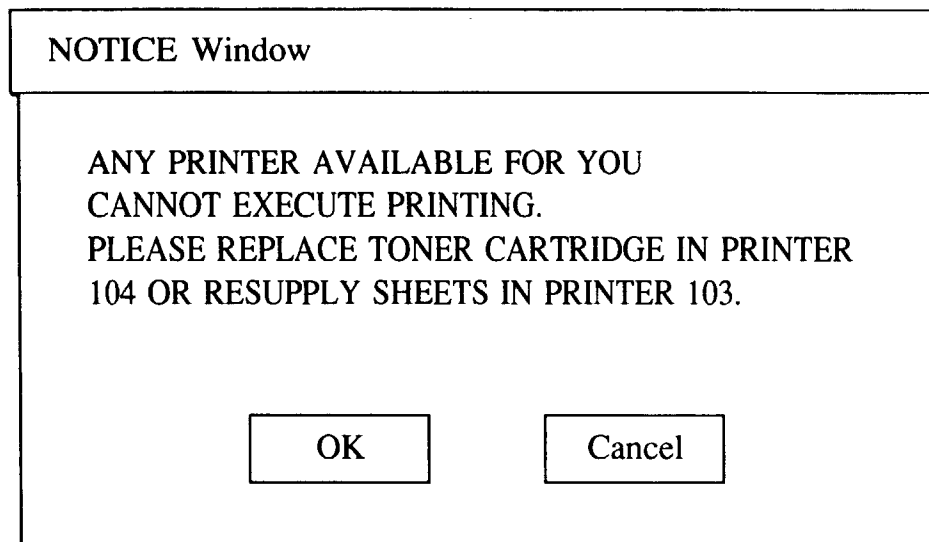 NOTICE Window
ANY PRINTER AVAILABLE FOR YOU
CANNOT EXECUTE PRINTING.
PLEASE REPLACE TONER CARTRIDGE IN PRINTER
104 OR RESUPPLY SHEETS IN PRINTER 103.
OK Cancel